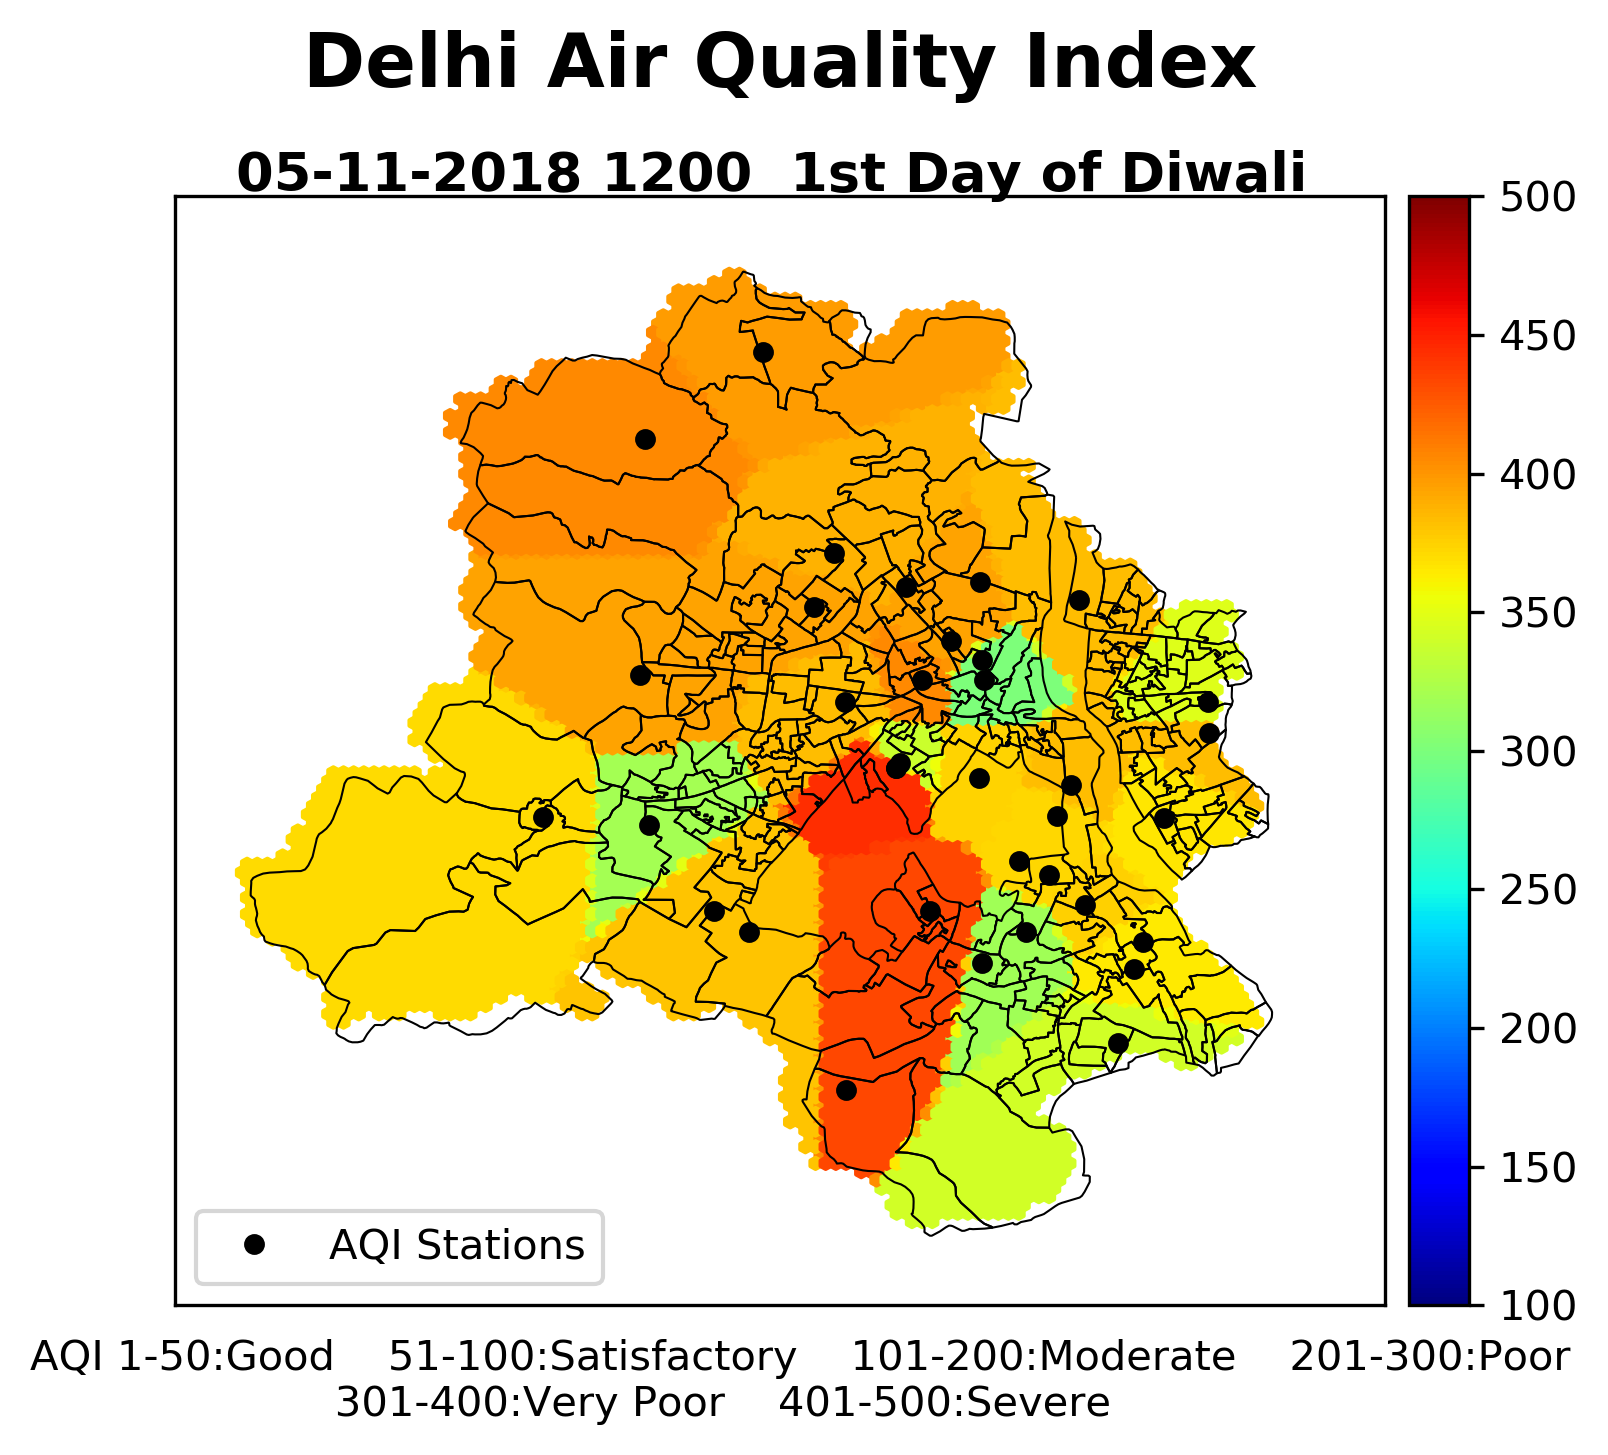 Delhi Air Quality Index
05-11-2018 1200  1st Day of Diwali
500
450
400
350
300
250
200
150
100
AQI Stations
AQI 1-50:Good    51-100:Satisfactory    101-200:Moderate    201-300:Poor
301-400:Very Poor    401-500:Severe